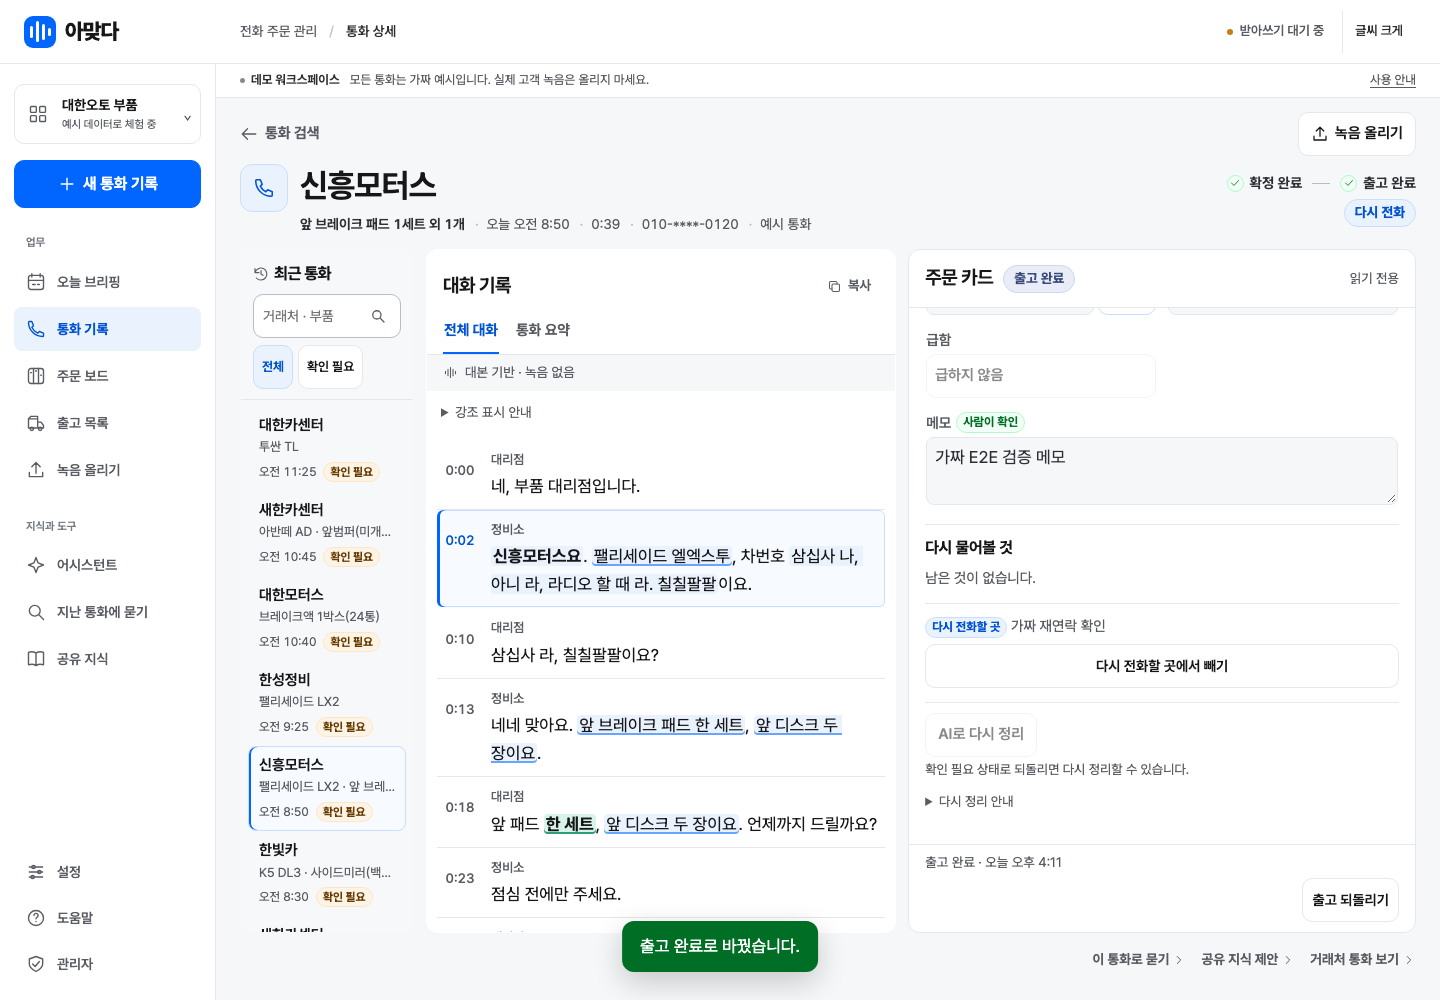 아맞다
전화 주문 관리 / 통화 상세
받아쓰기 대기 중
글씨 크게
대한오토 부품
예시 데이터로 체험 중
새 통화 기록
업무
오늘 브리핑
통화 기록
주문 보드
출고 목록
녹음 올리기
지식과 도구
어시스턴트
지난 통화에 묻기
공유 지식
설정
도움말
관리자
데모 워크스페이스 모든 통화는 가짜 예시입니다. 실제 고객 녹음은 올리지 마세요.
사용 안내
통화 검색
녹음 올리기
신흥모터스
앞 브레이크 패드 1세트 외 1개 · 오늘 오전 8:50 · 0:39 · 010-****-0120 · 예시 통화
확정 완료 — 출고 완료
다시 전화
최근 통화
거래처 · 부품
전체 확인 필요
대한카센터
투싼 TL
오전 11:25 확인 필요
새한카센터
아반떼 AD · 앞범퍼(미개...
오전 10:45 확인 필요
대한모터스
브레이크액 1박스(24통)
오전 10:40 확인 필요
한성정비
팰리세이드 LX2
오전 9:25 확인 필요
신흥모터스
팰리세이드 LX2 · 앞 브레...
오전 8:50 확인 필요
한빛카
K5 DL3 · 사이드미러(백...
오전 8:30 확인 필요
대화 기록
복사
전체 대화 통화 요약
대본 기반 · 녹음 없음
▶ 강조 표시 안내
대리점
0:00
네, 부품 대리점입니다.
정비소
0:02
신흥모터스요. 팰리세이드 엘엑스투, 차번호 삼십사 나,
아니 라, 라디오 할 때 라. 칠칠팔팔이요.
대리점
0:10
삼십사 라, 칠칠팔팔이요?
정비소
0:13
네네 맞아요. 앞 브레이크 패드 한 세트, 앞 디스크 두
장이요.
대리점
0:18
앞 패드 한 세트, 앞 디스크 두 장이요. 언제까지 드릴까요?
정비소
0:23
점심 전에만 주세요.
주문 카드 출고 완료
읽기 전용
급함
급하지 않음
메모 사람이 확인
가짜 E2E 검증 메모
다시 물어볼 것
남은 것이 없습니다.
다시 전화할 곳 가짜 재연락 확인
다시 전화할 곳에서 빼기
AI로 다시 정리
확인 필요 상태로 되돌리면 다시 정리할 수 있습니다.
▶ 다시 정리 안내
출고 완료 · 오늘 오후 4:11
출고 되돌리기
출고 완료로 바꿨습니다.
이 통화로 묻기 공유 지식 제안 거래처 통화 보기